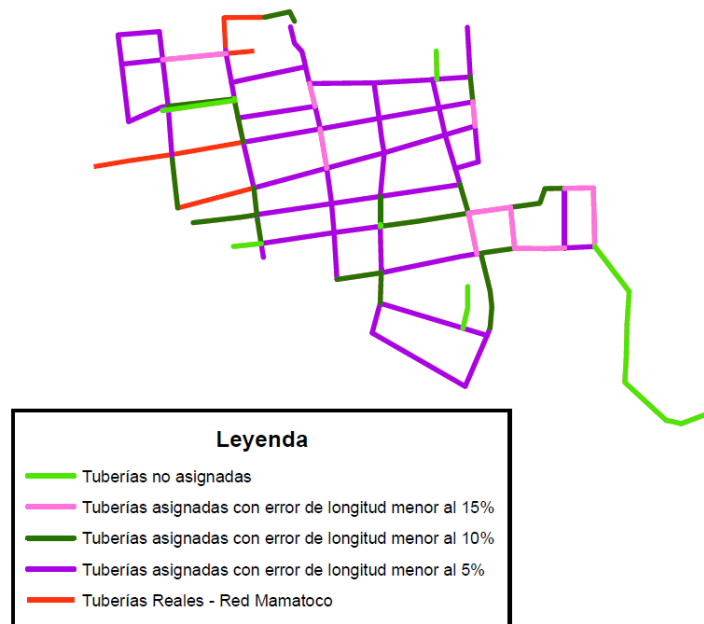 Leyenda
Tuberías no asignadas
Tuberías asignadas con error de longitud menor al 15%
Tuberías asignadas con error de longitud menor al 10%
Tuberías asignadas con error de longitud menor al 5%
Tuberías Reales - Red Mamatoco